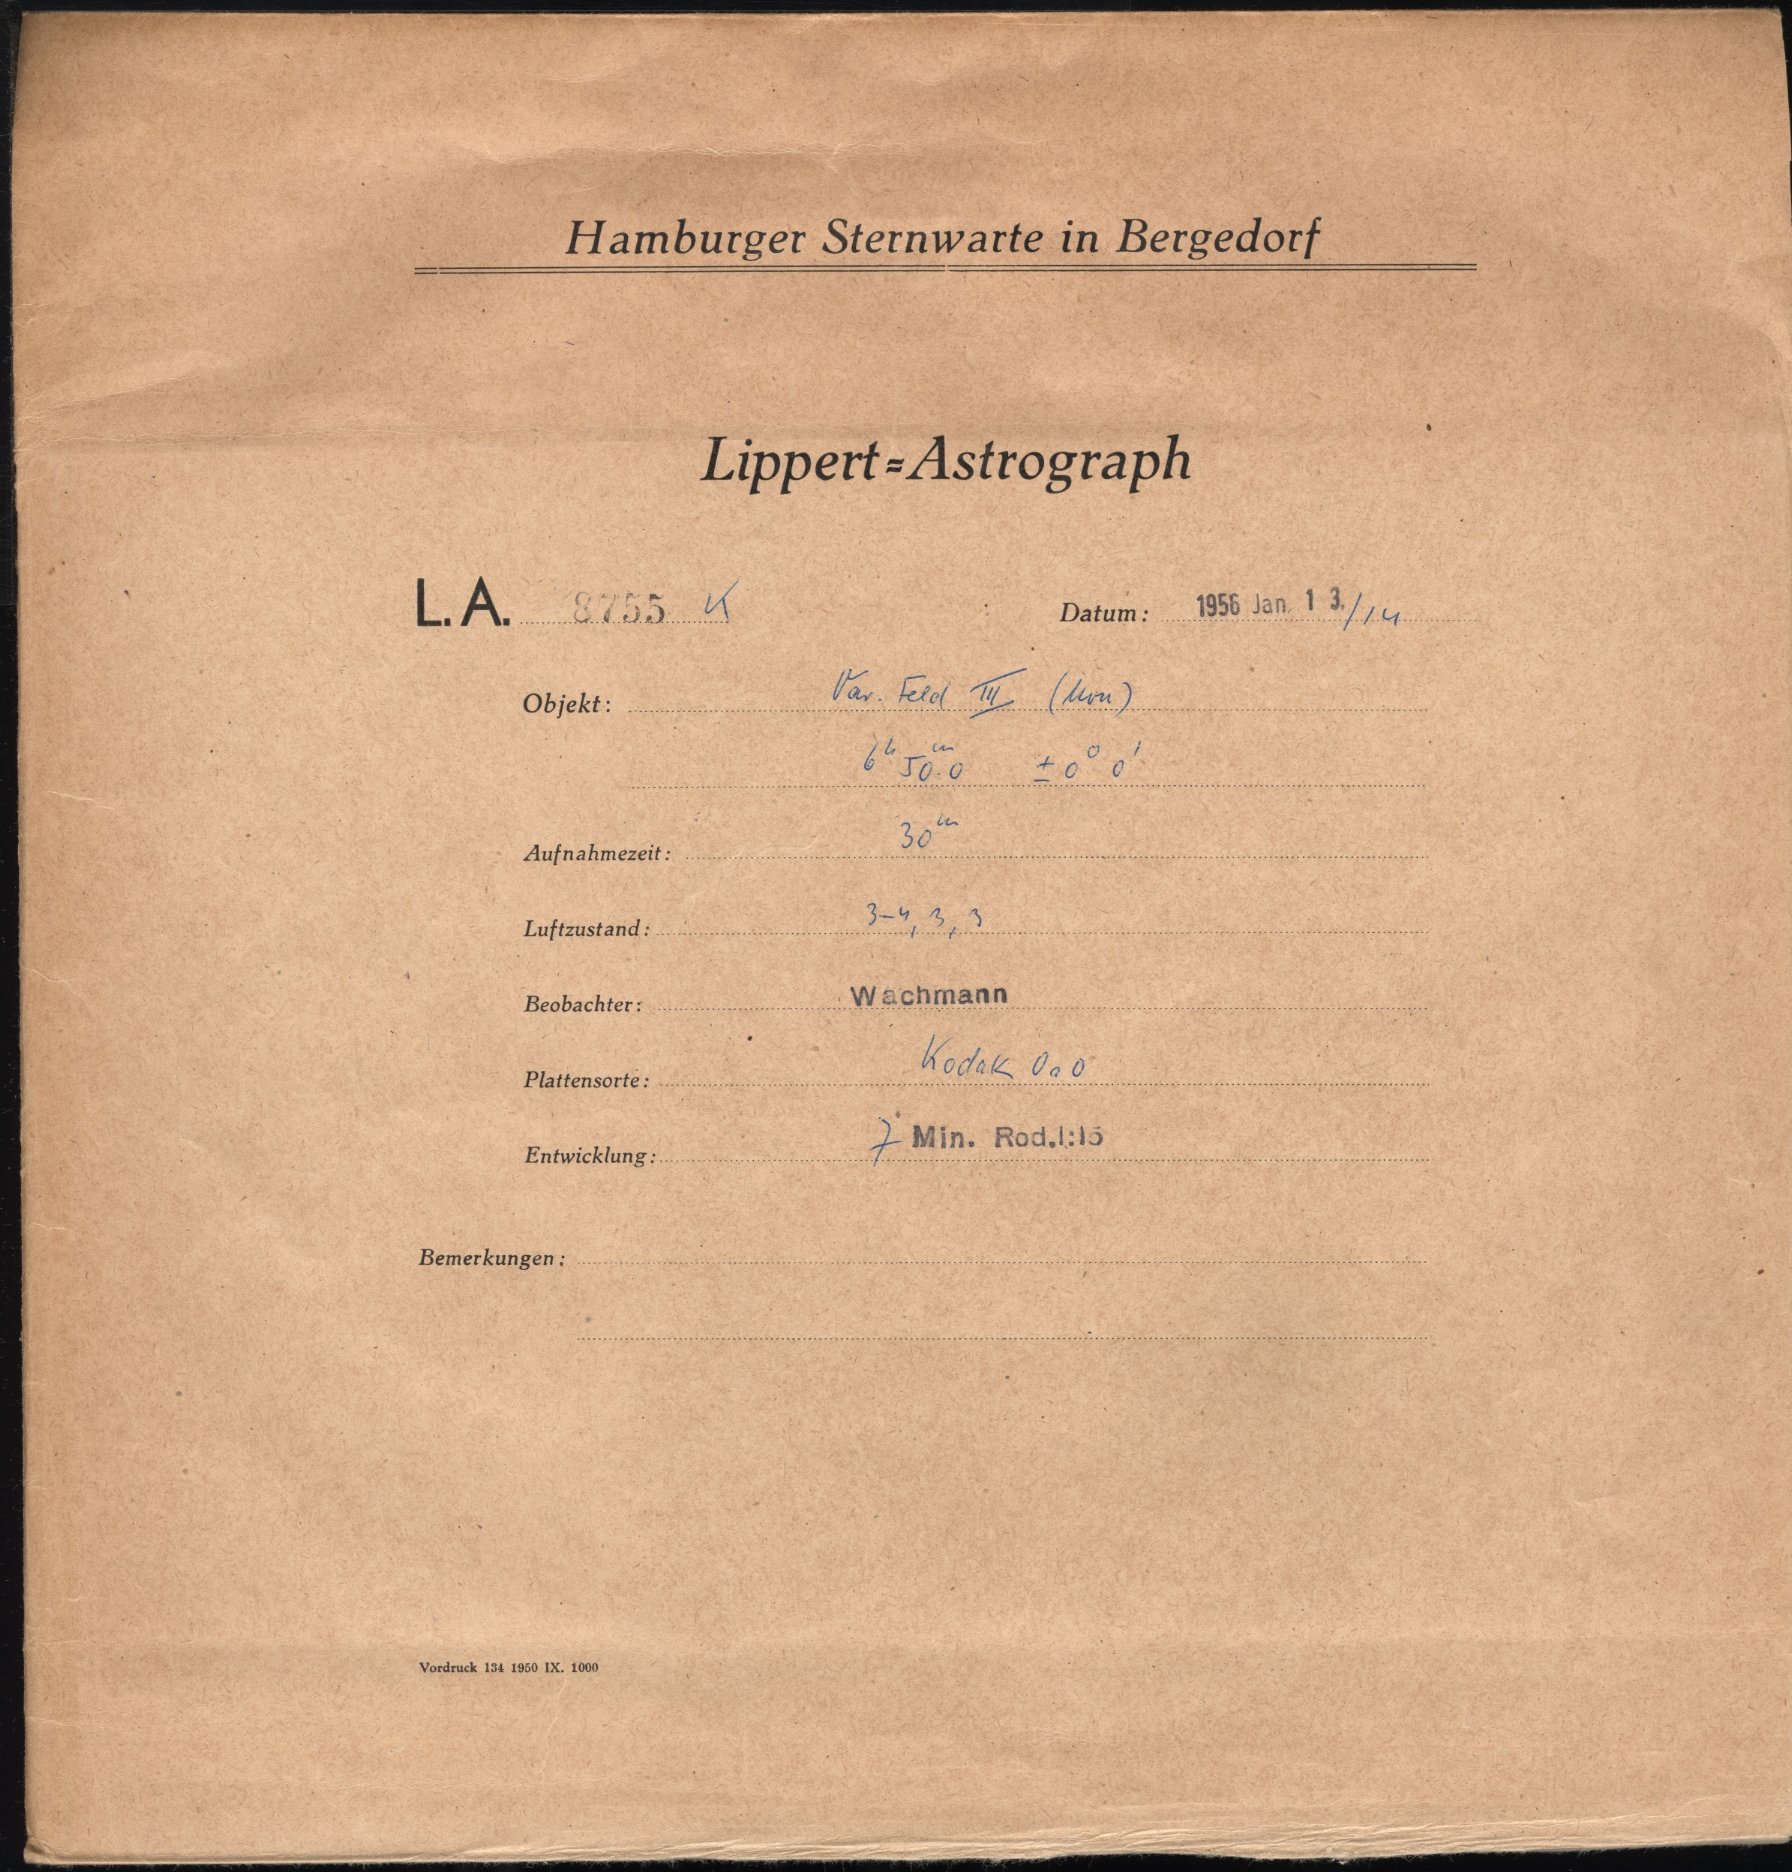 Hamburger Sternwarte in Bergedorf
Lippert=Astrograph
L. A. 8755 K Datum: 1956 Jan. 13./14
Objekt: Var. Feld III (Mon)
6ʰ 50.0ᵐ ± 0° 0'
Aufnahmezeit: 30ᵐ
Luftzustand: 3–4, 3, 3
Beobachter: Wachmann
Plattensorte: Kodak OaO
Entwicklung: 7 Min. Rod.1:15
Bemerkungen:
Vordruck 134 1950 IX. 1000